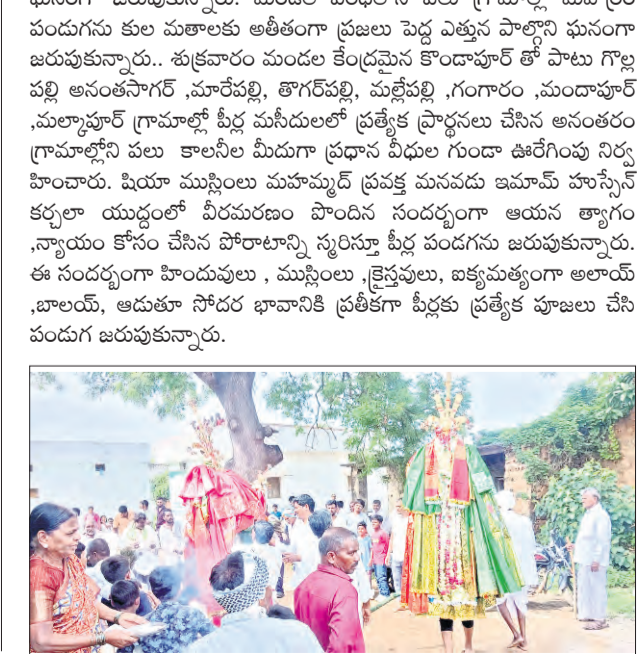 పండుగను కుల మతాలకు అతీతంగా ప్రజలు పెద్ద ఎత్తున పాల్గొని ఘనంగా
జరుపుకున్నారు.. శుక్రవారం మండల కేంద్రమైన కొండాపూర్ తో పాటు గొల్ల
పల్లి అనంతసాగర్ ,మారేపల్లి, తొగర్‌పల్లి, మల్లేపల్లి ,గంగారం ,మందాపూర్
,మల్కాపూర్ గ్రామాల్లో పీర్ల మసీదులలో ప్రత్యేక ప్రార్థనలు చేసిన అనంతరం
గ్రామాల్లోని పలు కాలనీల మీదుగా ప్రధాన వీధుల గుండా ఊరేగింపు నిర్వ
హించారు. షియా ముస్లింలు మహమ్మద్ ప్రవక్త మనవడు ఇమామ్ హుస్సేన్
కర్బలా యుద్ధంలో వీరమరణం పొందిన సందర్భంగా ఆయన త్యాగం
,న్యాయం కోసం చేసిన పోరాటాన్ని స్మరిస్తూ పీర్ల పండగను జరుపుకున్నారు.
ఈ సందర్భంగా హిందువులు , ముస్లింలు ,క్రైస్తవులు, ఐక్యమత్యంగా అలాయ్
,బాలయ్, ఆడుతూ సోదర భావానికి ప్రతీకగా పీర్లకు ప్రత్యేక పూజలు చేసి
పండుగ జరుపుకున్నారు.